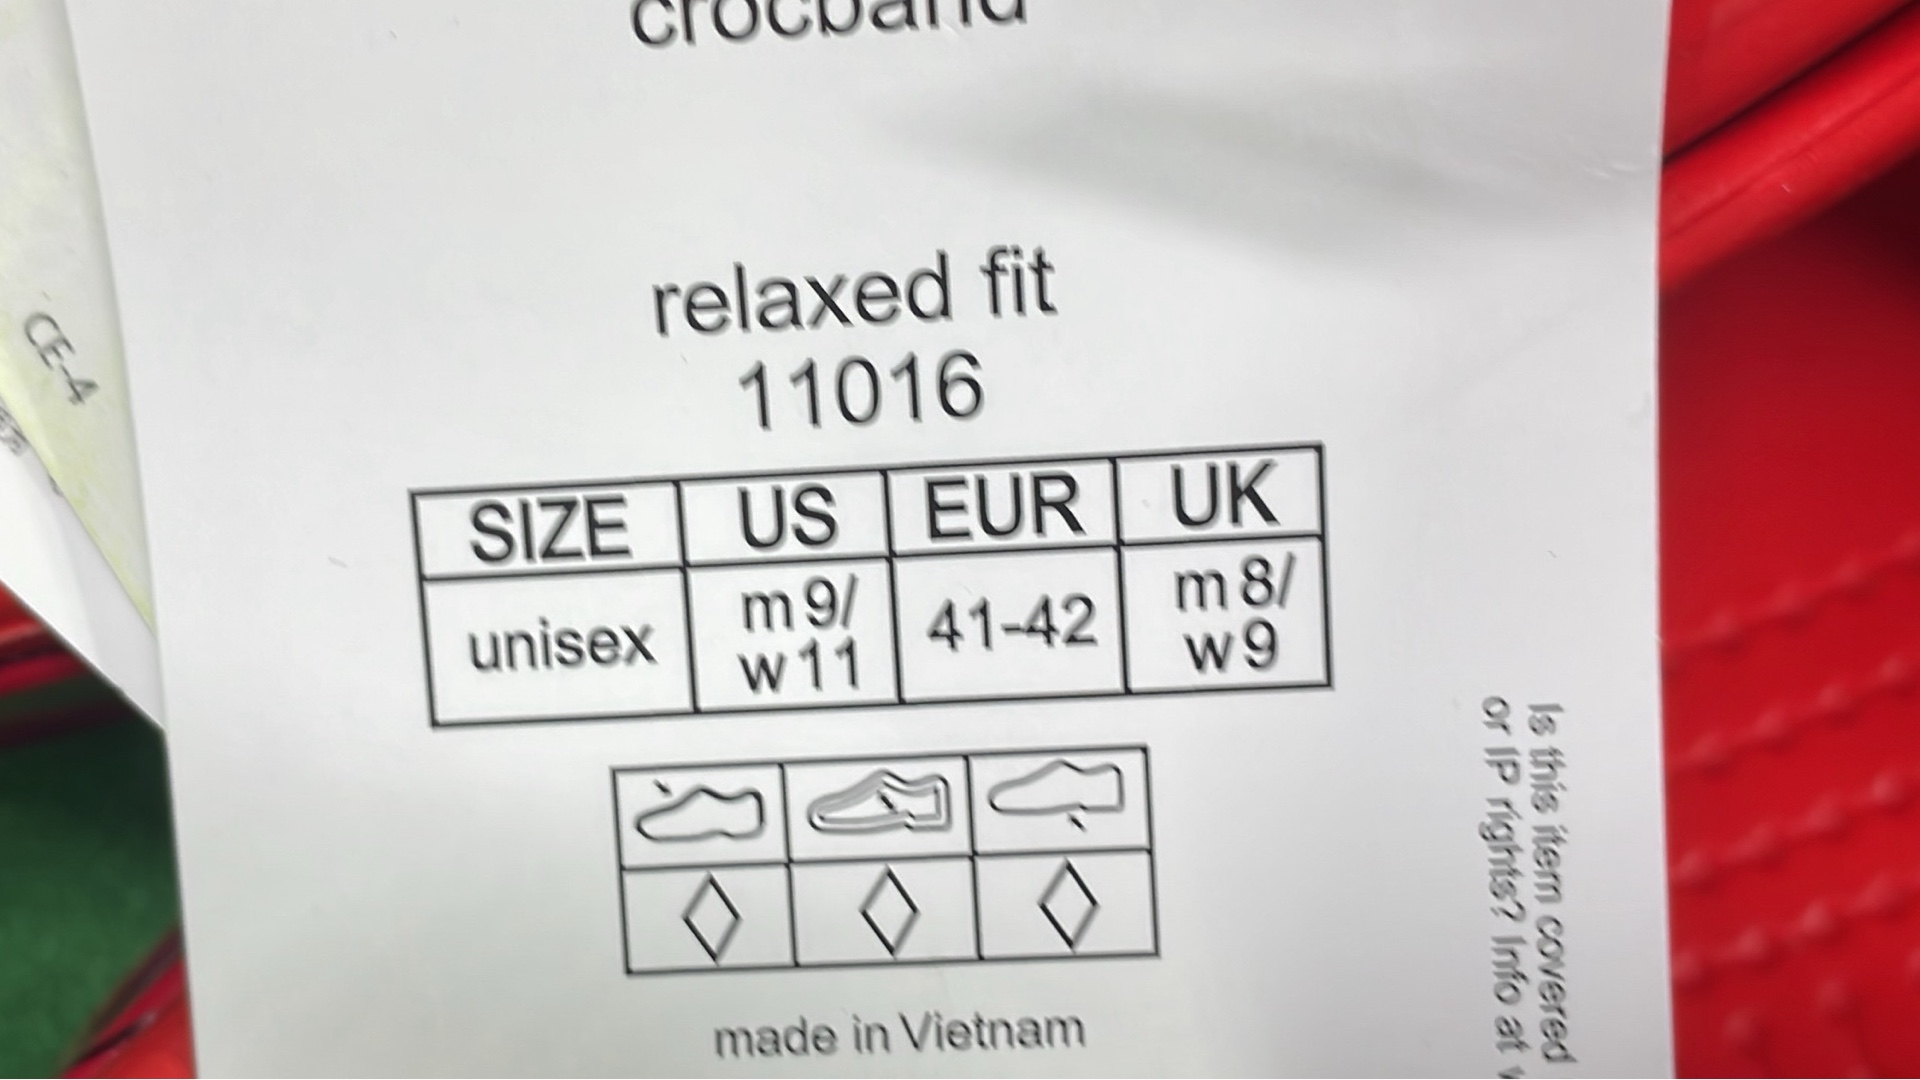 crocband
relaxed fit
11016
SIZE US EUR UK
unisex m 9/ w 11 41-42 m 8/ w 9
made in Vietnam
Is this item covered
or IP rights? Info at
CE-4